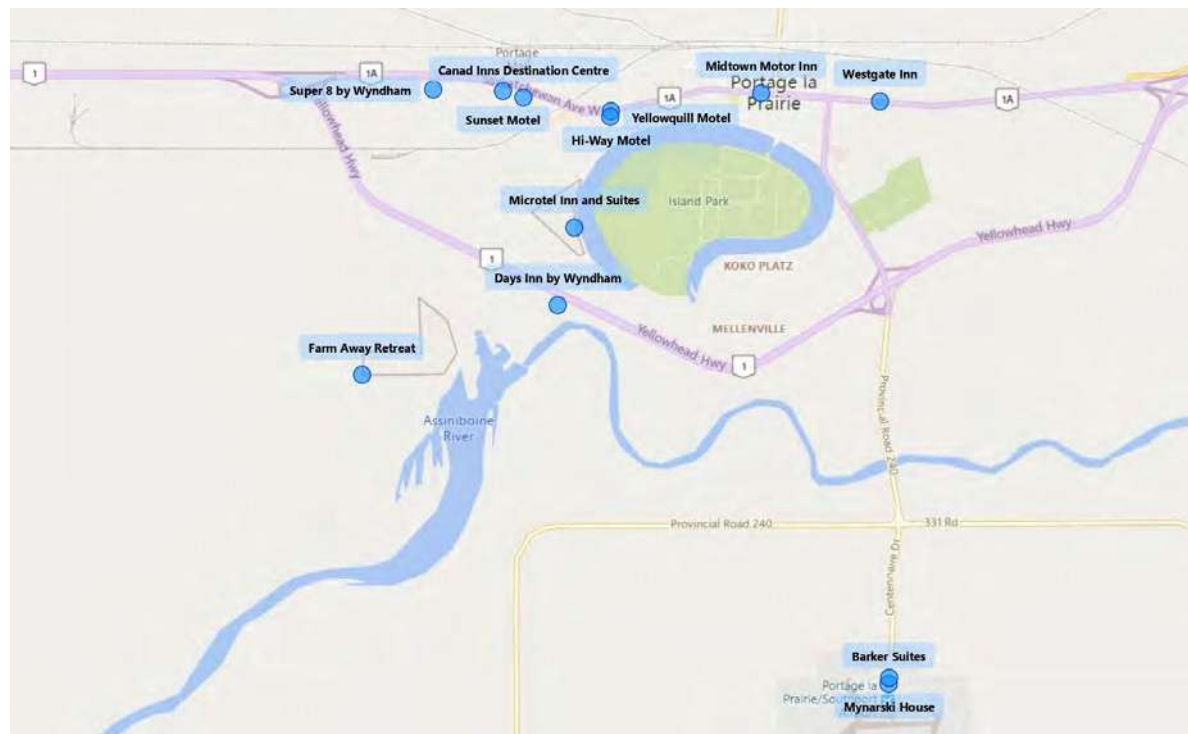 Portage
Canad Inns Destination Centre
Midtown Motor Inn
Westgate Inn
1
1A
Super 8 by Wyndham
Portage la
Prairie
1A
1A
Yellowhead Hwy
Sunset Motel
Yellowquill Motel
Hi-Way Motel
Microtel Inn and Suites
Island Park
Yellowhead Hwy
1
KOKO PLATZ
Days Inn by Wyndham
MELLENVILLE
Yellowhead Hwy
Farm Away Retreat
1
Provincial Road 240
Assiniboine
River
Provincial Road 240
331 Rd
Centennaire Dr
Barker Suites
Portage la
Prairie/Southport
Mynarski House